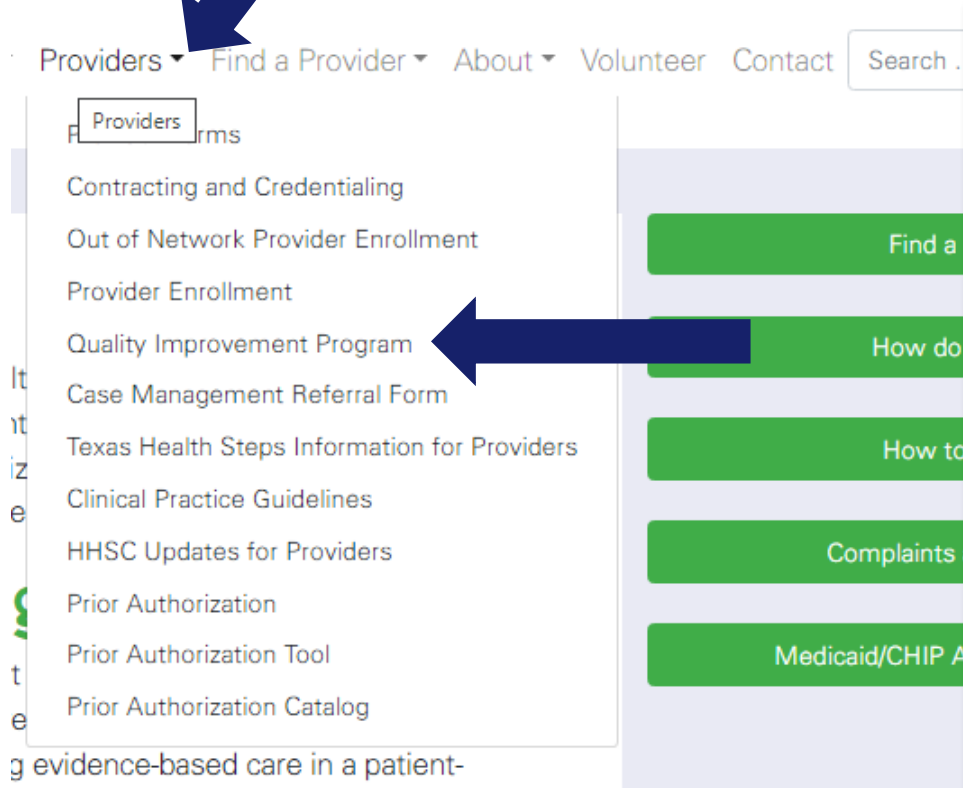 Providers Find a Provider About Volunteer Contact Search .
Providers
rms
Contracting and Credentialing
Out of Network Provider Enrollment
Find a
Provider Enrollment
Quality Improvement Program
How do
Case Management Referral Form
Texas Health Steps Information for Providers
How to
Clinical Practice Guidelines
HHSC Updates for Providers
Complaints
Prior Authorization
Prior Authorization Tool
Medicaid/CHIP A
Prior Authorization Catalog
g evidence-based care in a patient-